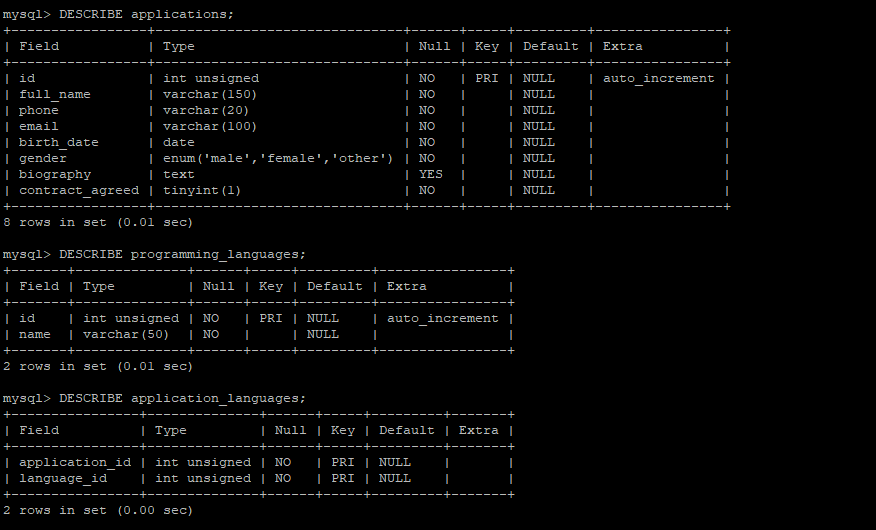 mysql> DESCRIBE applications;
+-----------------+-------------------------------+------+-----+---------+----------------+
| Field           | Type                          | Null | Key | Default | Extra          |
+-----------------+-------------------------------+------+-----+---------+----------------+
| id              | int unsigned                  | NO   | PRI | NULL    | auto_increment |
| full_name       | varchar(150)                  | NO   |     | NULL    |                |
| phone           | varchar(20)                   | NO   |     | NULL    |                |
| email           | varchar(100)                  | NO   |     | NULL    |                |
| birth_date      | date                          | NO   |     | NULL    |                |
| gender          | enum('male','female','other') | NO   |     | NULL    |                |
| biography       | text                          | YES  |     | NULL    |                |
| contract_agreed | tinyint(1)                    | NO   |     | NULL    |                |
+-----------------+-------------------------------+------+-----+---------+----------------+
8 rows in set (0.01 sec)

mysql> DESCRIBE programming_languages;
+-------+--------------+------+-----+---------+----------------+
| Field | Type         | Null | Key | Default | Extra          |
+-------+--------------+------+-----+---------+----------------+
| id    | int unsigned | NO   | PRI | NULL    | auto_increment |
| name  | varchar(50)  | NO   |     | NULL    |                |
+-------+--------------+------+-----+---------+----------------+
2 rows in set (0.01 sec)

mysql> DESCRIBE application_languages;
+----------------+--------------+------+-----+---------+-------+
| Field          | Type         | Null | Key | Default | Extra |
+----------------+--------------+------+-----+---------+-------+
| application_id | int unsigned | NO   | PRI | NULL    |       |
| language_id    | int unsigned | NO   | PRI | NULL    |       |
+----------------+--------------+------+-----+---------+-------+
2 rows in set (0.00 sec)